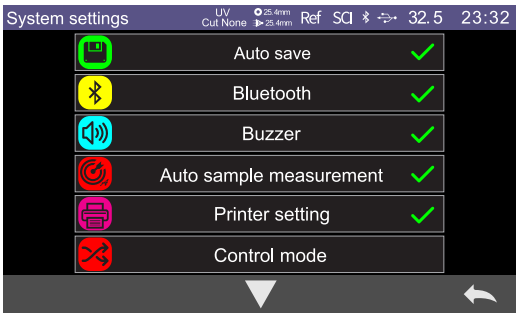 System settings UV Cut None 25.4mm 25.4mm Ref SCI 32.5 23:32
Auto save
Bluetooth
Buzzer
Auto sample measurement
Printer setting
Control mode